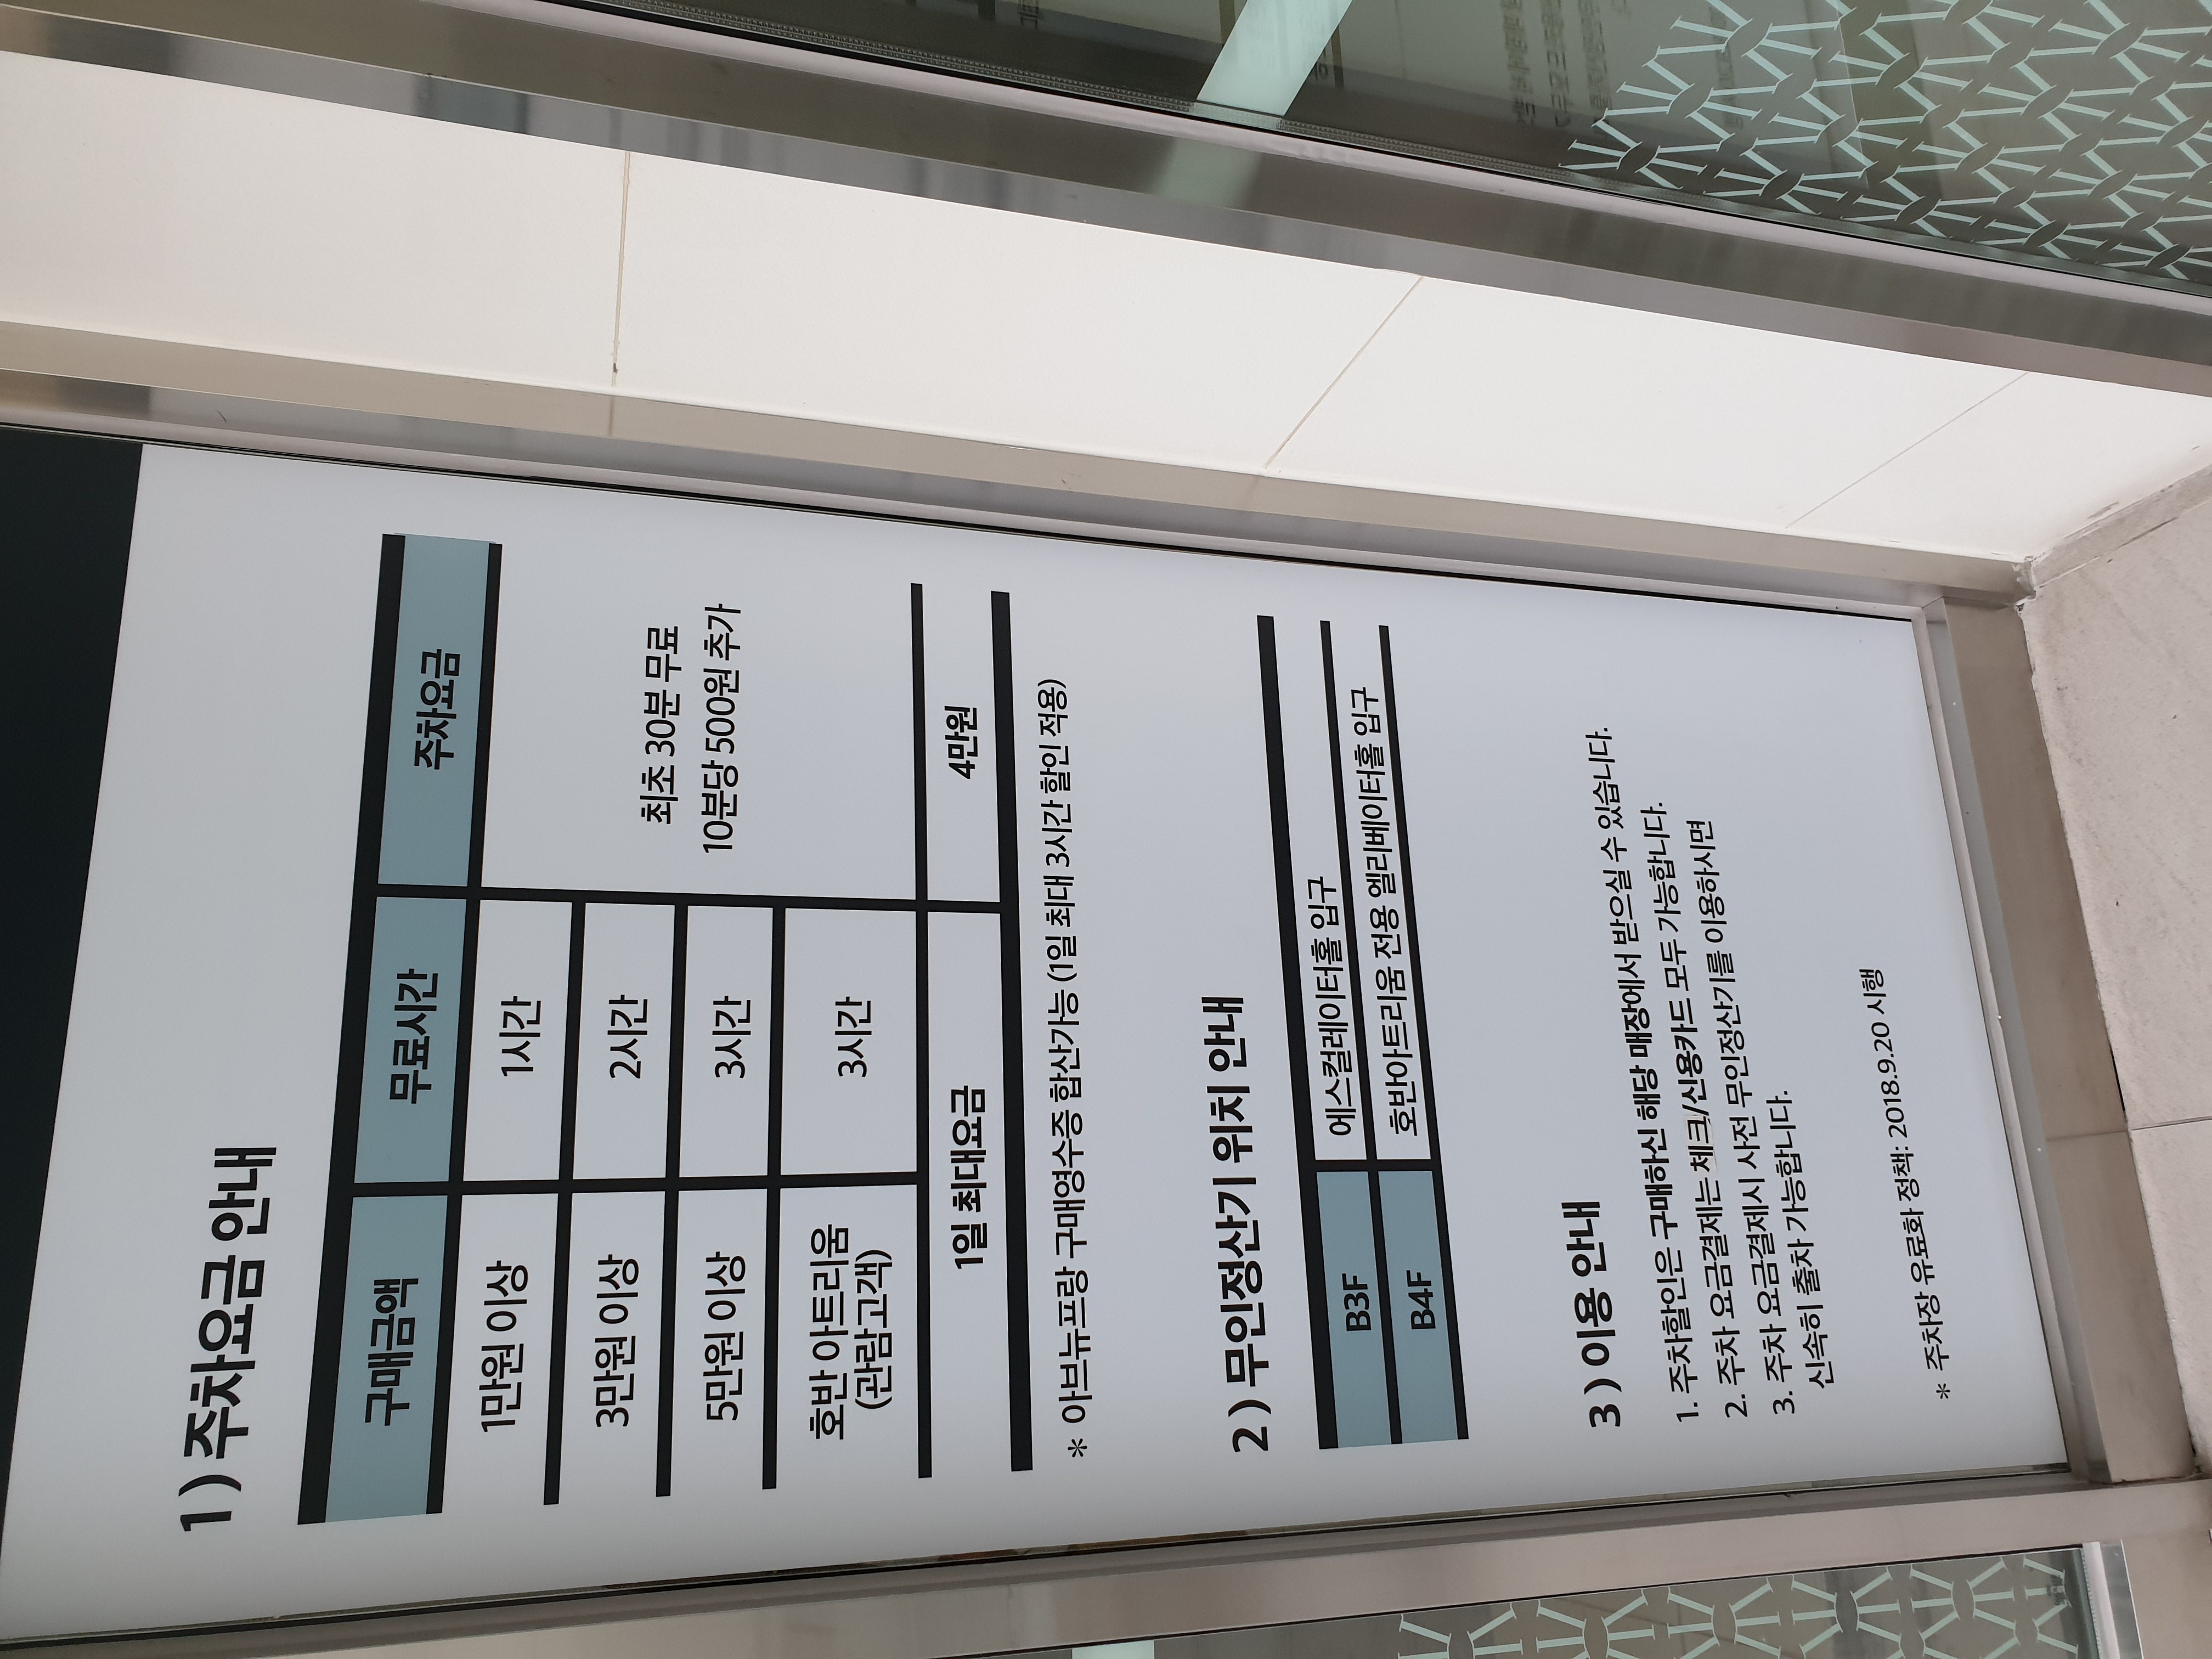 1) 주차요금 안내
구매금액 무료시간 주차요금
1만원 이상 1시간
3만원 이상 2시간
최초 30분 무료
10분당 500원 추가
5만원 이상 3시간
호반 아트리움
(관람고객) 3시간
1일 최대요금 4만원
* 아브뉴프랑 구매영수증 합산가능 (1일 최대 3시간 할인 적용)
2) 무인정산기 위치 안내
B3F 에스컬레이터홀 입구
B4F 호반아트리움 전용 엘리베이터홀 입구
3) 이용 안내
1. 주차할인은 구매하신 해당 매장에서 받으실 수 있습니다.
2. 주차 요금결제는 체크/신용카드 모두 가능합니다.
3. 주차 요금결제시 사전 무인정산기를 이용하시면
신속히 출차 가능합니다.
* 주차장 유료화 정책: 2018.9.20 시행